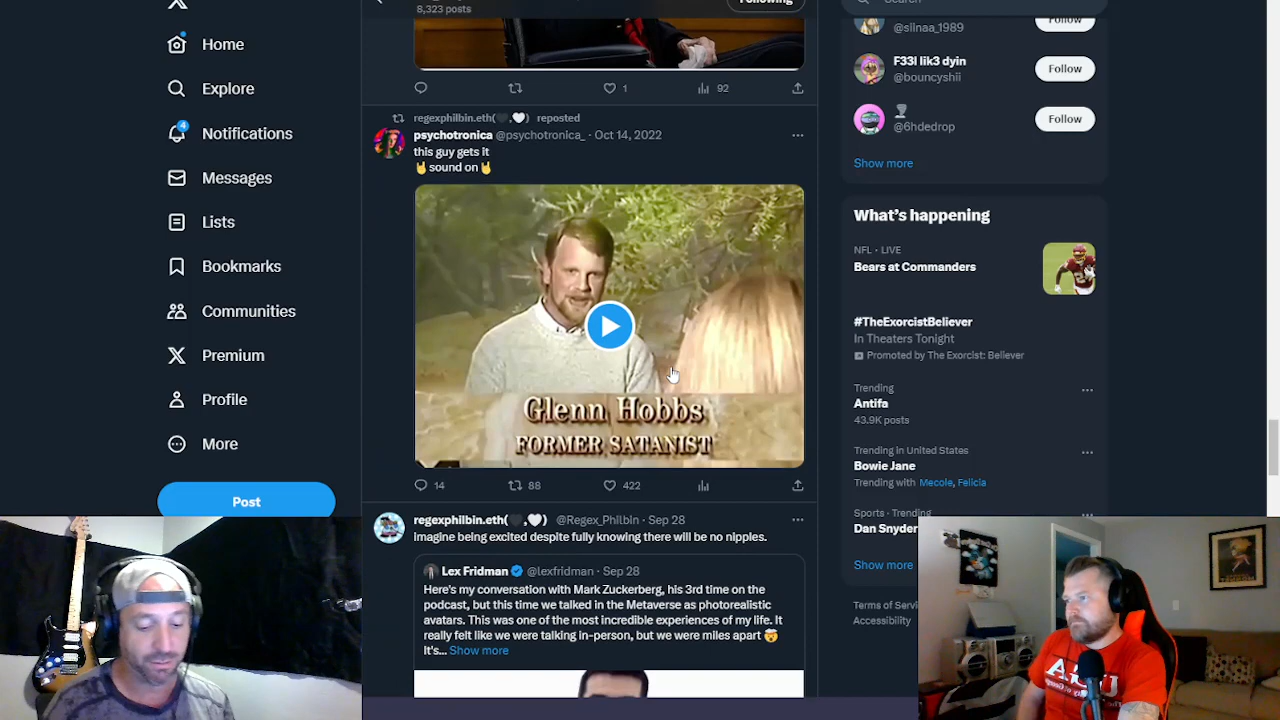 8,323 posts
Following
Search
Home
Explore
4
Notifications
Messages
Lists
Bookmarks
Communities
Premium
Profile
More
Post
1
92
regexphilbin.eth(🖤,🤍) reposted
psychotronica @psychotronica_ · Oct 14, 2022
this guy gets it
🤘sound on🤘
Glenn Hobbs
FORMER SATANIST
14
88
422
regexphilbin.eth(🖤,🤍) @Regex_Philbin · Sep 28
Imagine being excited despite fully knowing there will be no nipples.
Lex Fridman @lexfridman · Sep 28
Here's my conversation with Mark Zuckerberg, his 3rd time on the
podcast, but this time we talked in the Metaverse as photorealistic
avatars. This was one of the most incredible experiences of my life. It
really felt like we were talking in-person, but we were miles apart 🤯
It's... Show more
@silnaa_1989
Follow
F33l lik3 dyin
@bouncyshii
Follow
@6hdedrop
Follow
Show more
What's happening
NFL · LIVE
Bears at Commanders
#TheExorcistBeliever
In Theaters Tonight
Promoted by The Exorcist: Believer
Trending
Antifa
43.9K posts
Trending in United States
Bowie Jane
Trending with Mecole, Felicia
Sports · Trending
Dan Snyder
Show more
Terms of Servi
Accessibility